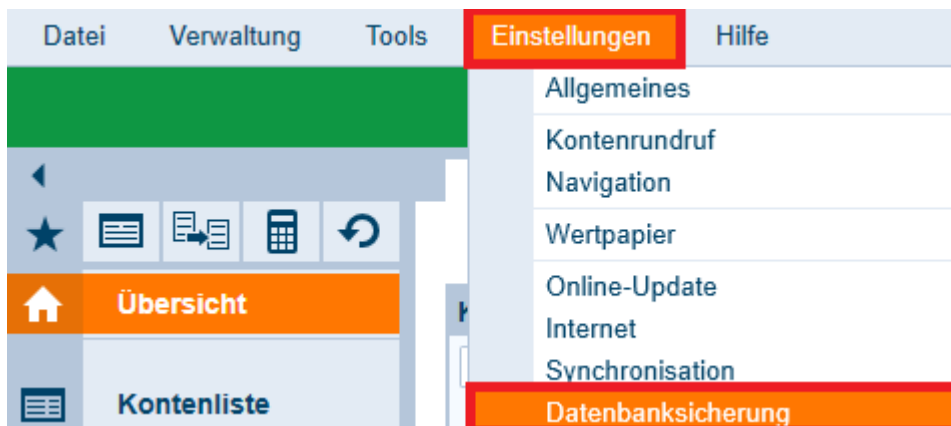 Datei Verwaltung Tools Einstellungen Hilfe
Allgemeines
Kontenrundruf
Navigation
Wertpapier
Online-Update
Internet
Synchronisation
Datenbanksicherung
Übersicht
Kontenliste